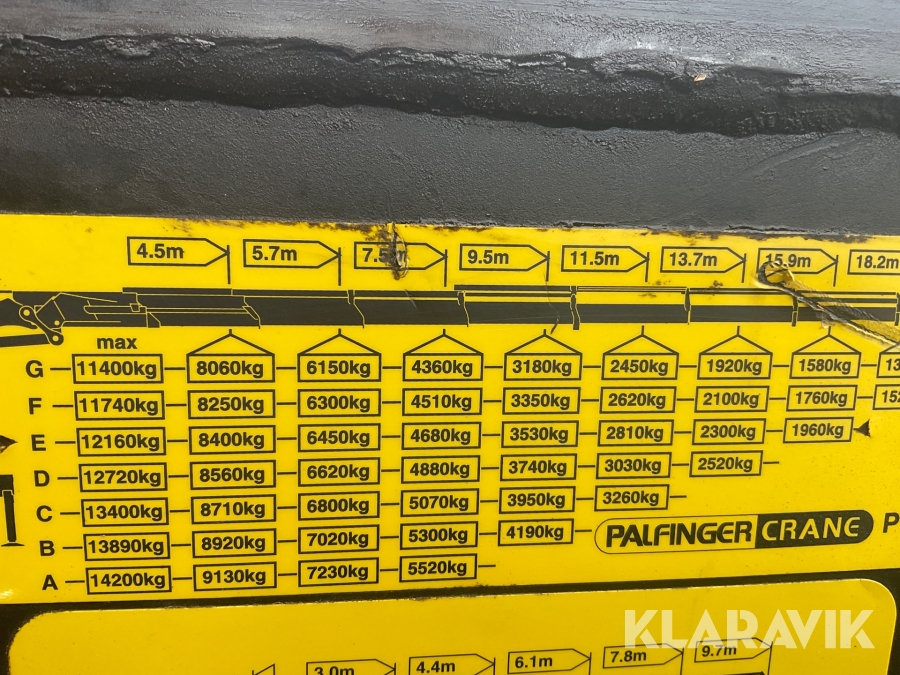 4.5m 5.7m 9.5m 11.5m 13.7m 15.9m 18.2m
max
G 11400kg 8060kg 6150kg 4360kg 3180kg 2450kg 1920kg 1580kg
F 11740kg 8250kg 6300kg 4510kg 3350kg 2620kg 2100kg 1760kg
E 12160kg 8400kg 6450kg 4680kg 3530kg 2810kg 2300kg 1960kg
D 12720kg 8560kg 6620kg 4880kg 3740kg 3030kg 2520kg
C 13400kg 8710kg 6800kg 5070kg 3950kg 3260kg
B 13890kg 8920kg 7020kg 5300kg 4190kg PALFINGER CRANE P
A 14200kg 9130kg 7230kg 5520kg
KLARAVIK
3.0m 4.4m 6.1m 7.8m 9.7m